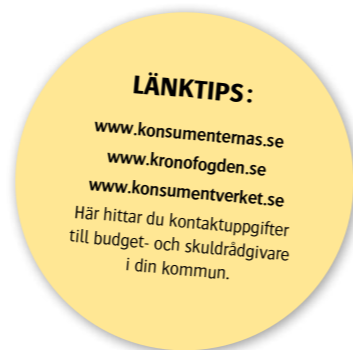 LÄNKTIPS:
www.konsumenternas.se
www.kronofogden.se
www.konsumentverket.se
Här hittar du kontaktuppgifter
till budget- och skuldrådgivare
i din kommun.